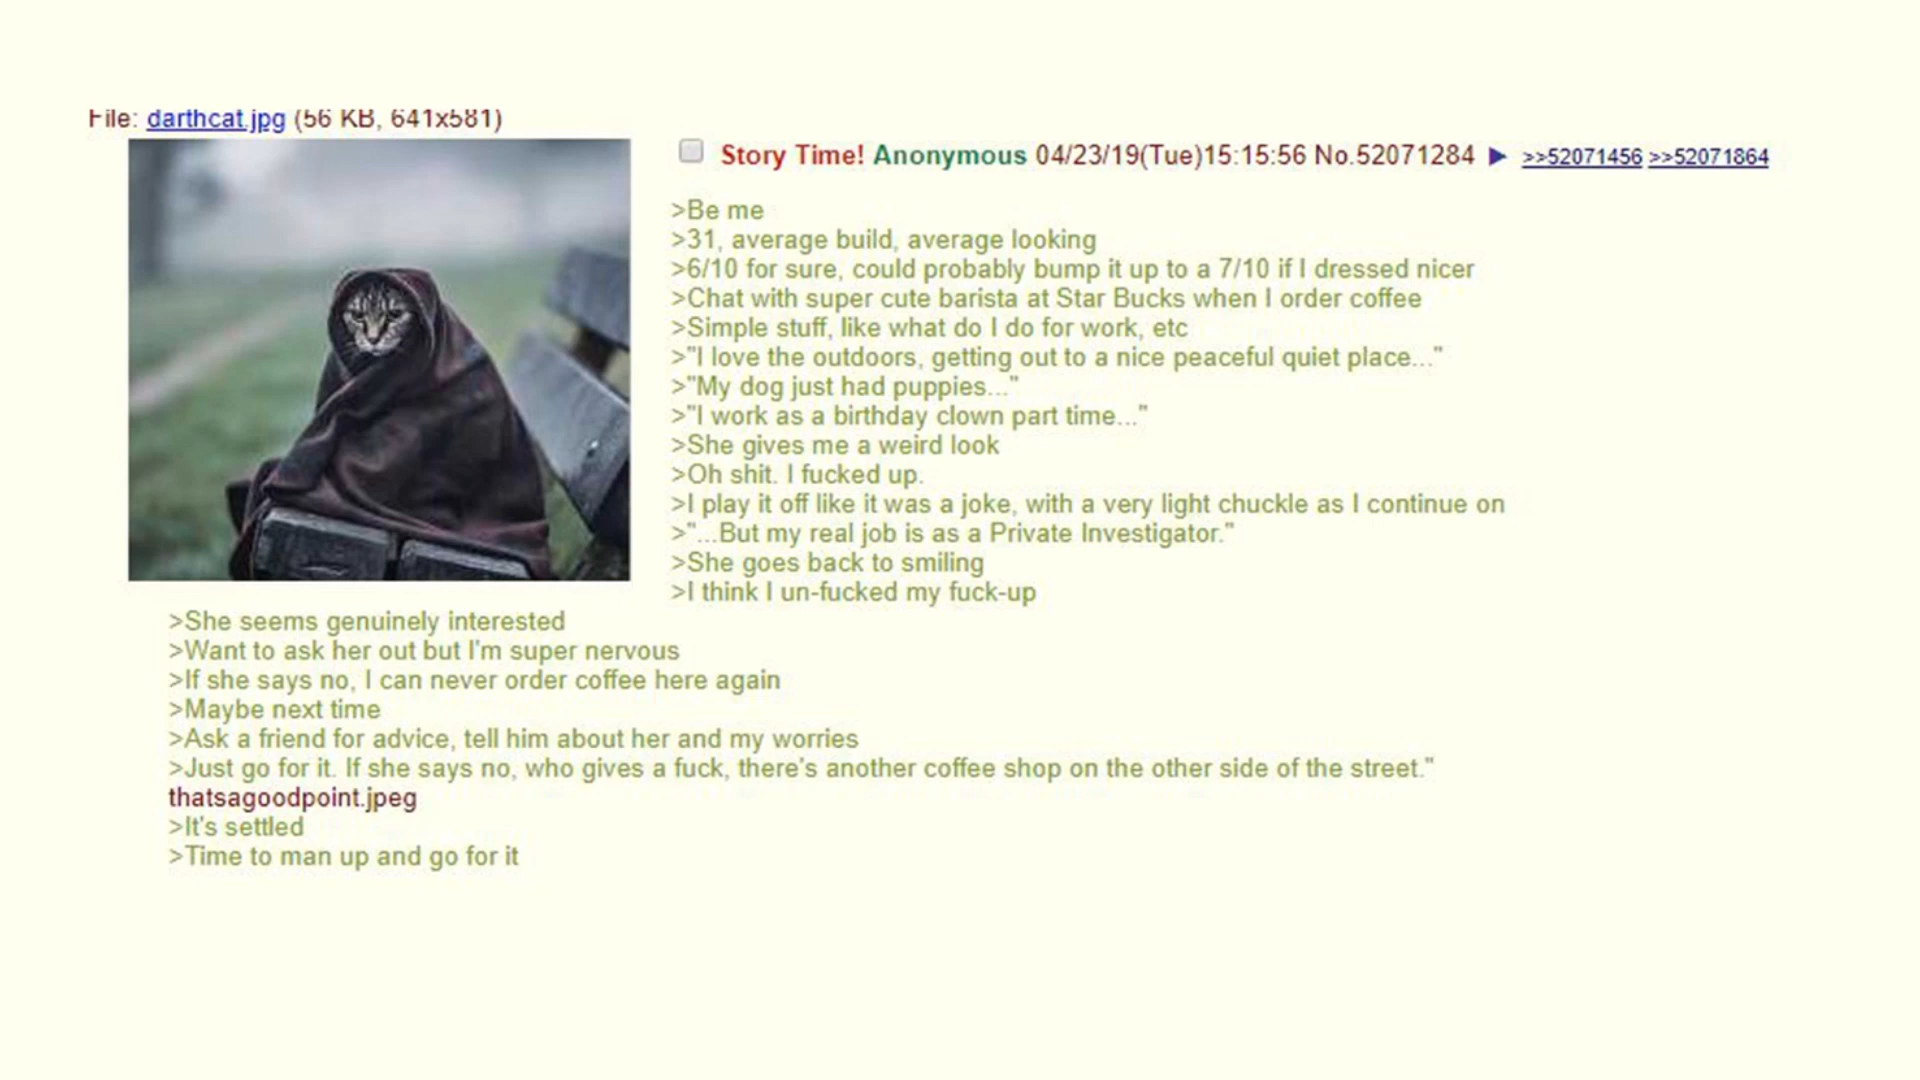 File: darthcat.jpg (56 KB, 641x581)
Story Time! Anonymous 04/23/19(Tue)15:15:56 No.52071284 ▶ >>52071456 >>52071864
>Be me
>31, average build, average looking
>6/10 for sure, could probably bump it up to a 7/10 if I dressed nicer
>Chat with super cute barista at Star Bucks when I order coffee
>Simple stuff, like what do I do for work, etc
>"I love the outdoors, getting out to a nice peaceful quiet place..."
>"My dog just had puppies..."
>"I work as a birthday clown part time..."
>She gives me a weird look
>Oh shit. I fucked up.
>I play it off like it was a joke, with a very light chuckle as I continue on
>"...But my real job is as a Private Investigator."
>She goes back to smiling
>I think I un-fucked my fuck-up
>She seems genuinely interested
>Want to ask her out but I'm super nervous
>If she says no, I can never order coffee here again
>Maybe next time
>Ask a friend for advice, tell him about her and my worries
>Just go for it. If she says no, who gives a fuck, there's another coffee shop on the other side of the street."
thatsagoodpoint.jpeg
>It's settled
>Time to man up and go for it